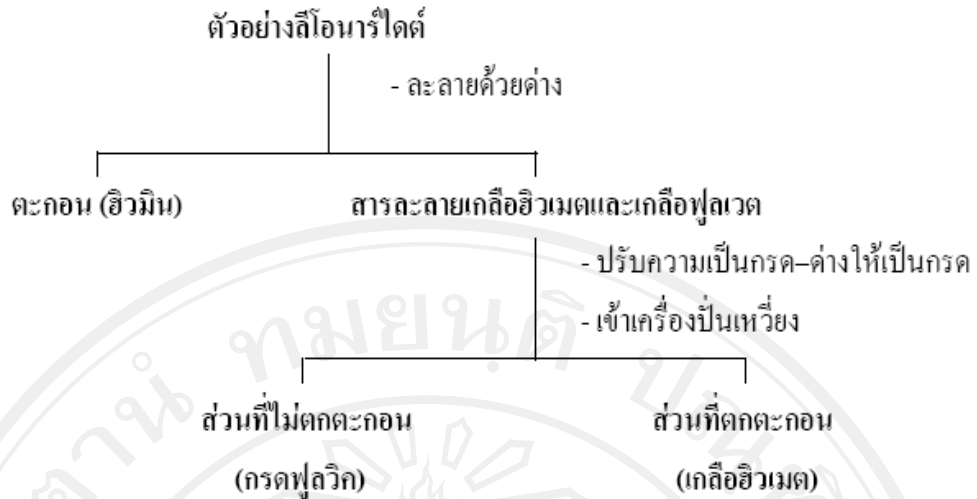 ตัวอย่างลีโอนาร์ไดต์
- ละลายด้วยด่าง
ตะกอน (ฮิวมิน)
สารละลายเกลือฮิวเมตและเกลือฟูลเวต
- ปรับความเป็นกรด–ด่างให้เป็นกรด
- เข้าเครื่องปั่นเหวี่ยง
ส่วนที่ไม่ตกตะกอน
ส่วนที่ตกตะกอน
(กรดฟูลวิค)
(เกลือฮิวเมต)